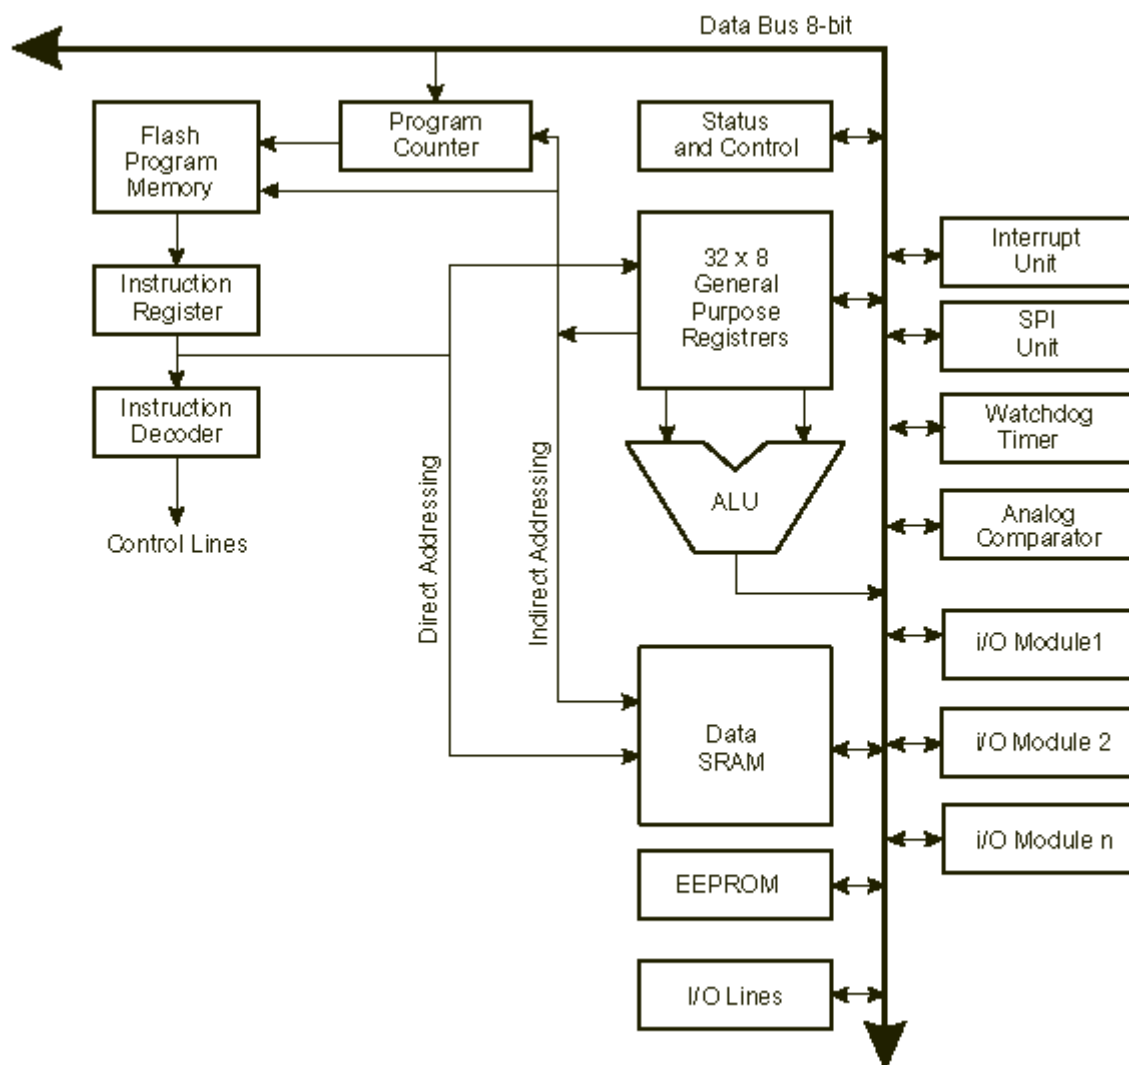 Data Bus 8-bit
Flash
Program
Memory
Program
Counter
Status
and Control
Instruction
Register
32 x 8
General
Purpose
Registrers
Interrupt
Unit
SPI
Unit
Instruction
Decoder
Watchdog
Timer
Control Lines
Direct Addressing
Indirect Addressing
ALU
Analog
Comparator
i/O Module1
Data
SRAM
i/O Module 2
i/O Module n
EEPROM
I/O Lines